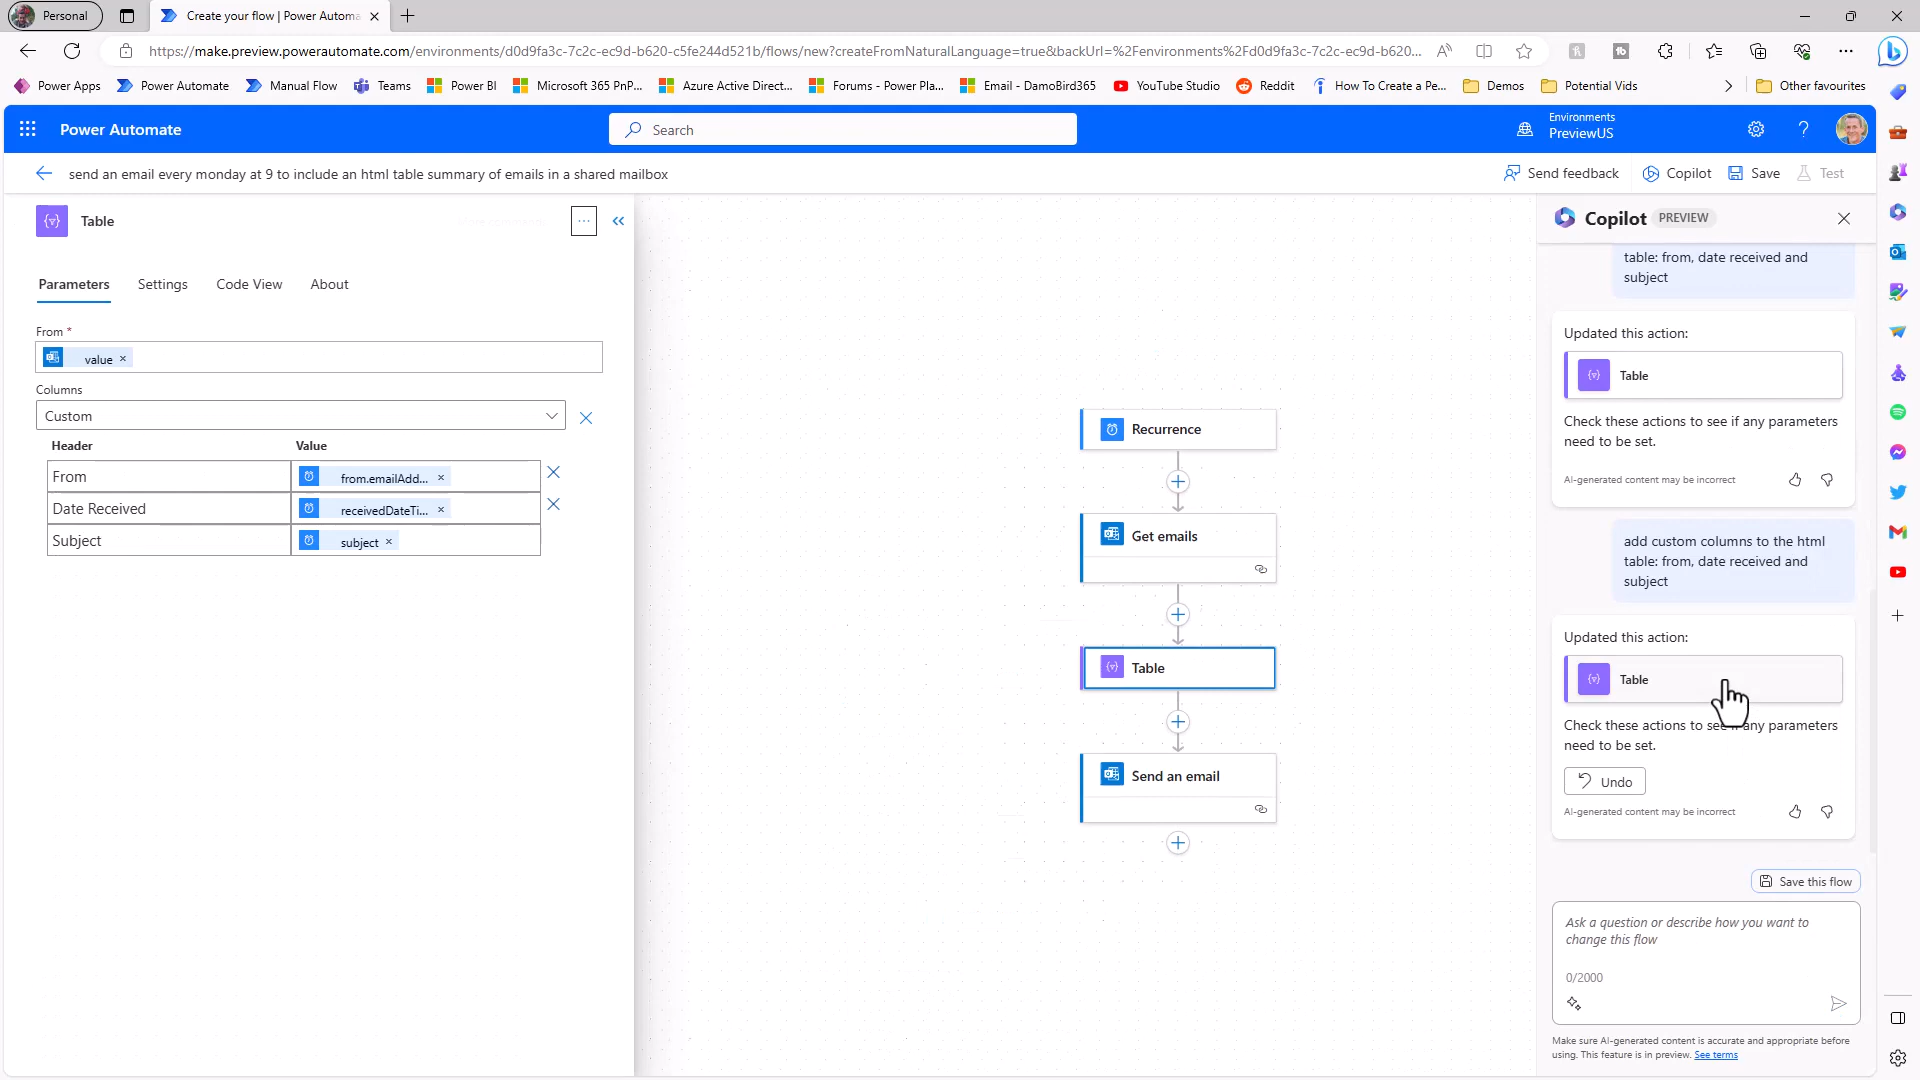 Personal
Create your flow | Power Automa
https://make.preview.powerautomate.com/environments/d0d9fa3c-7c2c-ec9d-b620-c5fe244d521b/flows/new?createFromNaturalLanguage=true&backUrl=%2Fenvironments%2Fd0d9fa3c-7c2c-ec9d-b620...
Power Apps
Power Automate
Manual Flow
Teams
Power BI
Microsoft 365 PnP...
Azure Active Direct...
Forums - Power Pla...
Email - DamoBird365
YouTube Studio
Reddit
How To Create a Pe...
Demos
Potential Vids
Other favourites
Power Automate
Search
Environments
PreviewUS
send an email every monday at 9 to include an html table summary of emails in a shared mailbox
Send feedback
Copilot
Save
Test
Table
Parameters
Settings
Code View
About
From *
value
Columns
Custom
Header
Value
From
from.emailAdd...
Date Received
receivedDateTi...
Subject
subject
Recurrence
Get emails
Table
Send an email
Copilot PREVIEW
table: from, date received and
subject
Updated this action:
Table
Check these actions to see if any parameters
need to be set.
AI-generated content may be incorrect
add custom columns to the html
table: from, date received and
subject
Updated this action:
Table
Check these actions to see if any parameters
need to be set.
Undo
AI-generated content may be incorrect
Save this flow
Ask a question or describe how you want to
change this flow
0/2000
Make sure AI-generated content is accurate and appropriate before
using. This feature is in preview. See terms